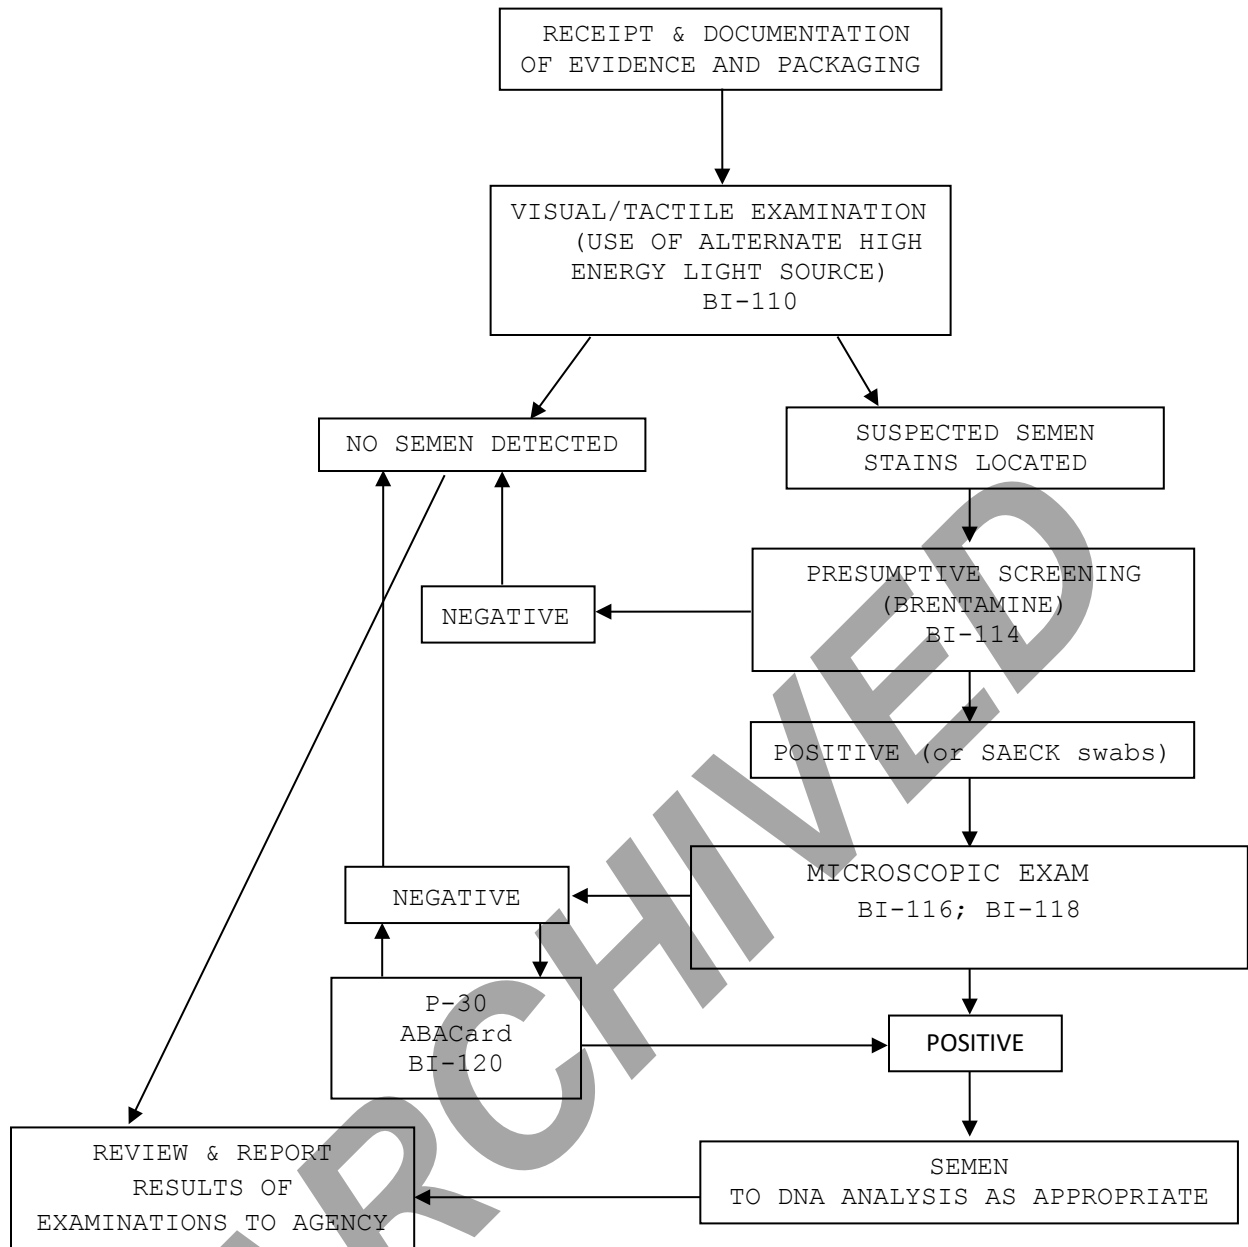 RECEIPT & DOCUMENTATION
OF EVIDENCE AND PACKAGING
VISUAL/TACTILE EXAMINATION
(USE OF ALTERNATE HIGH
ENERGY LIGHT SOURCE)
BI-110
NO SEMEN DETECTED
SUSPECTED SEMEN
STAINS LOCATED
PRESUMPTIVE SCREENING
(BRENTAMINE)
BI-114
NEGATIVE
POSITIVE (or SAECK swabs)
MICROSCOPIC EXAM
BI-116; BI-118
NEGATIVE
P-30
ABACard
BI-120
POSITIVE
REVIEW & REPORT
RESULTS OF
EXAMINATIONS TO AGENCY
SEMEN
TO DNA ANALYSIS AS APPROPRIATE
ARCHIVED